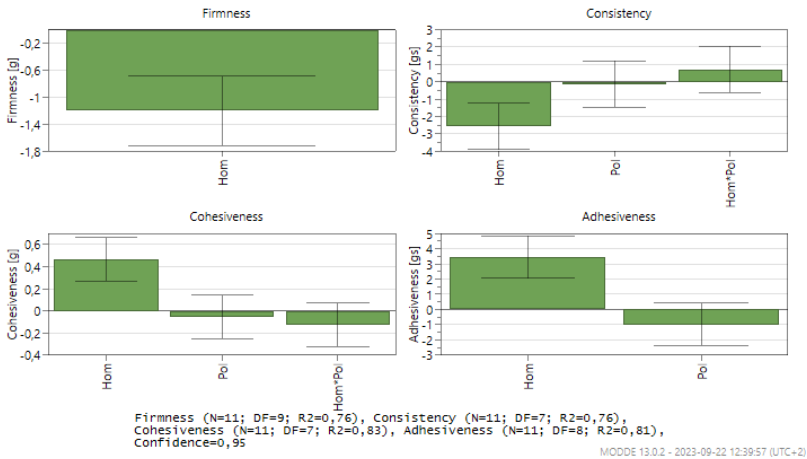 Firmness
Firmness [g]
-0,2
-0,6
-1
-1,4
-1,8
Hom
Consistency
Consistency [gs]
3
2
1
0
-1
-2
-3
-4
Hom
Pol
Hom*Pol
Cohesiveness
Cohesiveness [g]
0,6
0,4
0,2
0
-0,2
-0,4
Hom
Pol
Hom*Pol
Adhesiveness
Adhesiveness [gs]
5
4
3
2
1
0
-1
-2
-3
Hom
Pol
Firmness (N=11; DF=9; R2=0,76), Consistency (N=11; DF=7; R2=0,76),
Cohesiveness (N=11; DF=7; R2=0,83), Adhesiveness (N=11; DF=8; R2=0,81),
Confidence=0,95
MODDE 13.0.2 - 2023-09-22 12:39:57 (UTC+2)